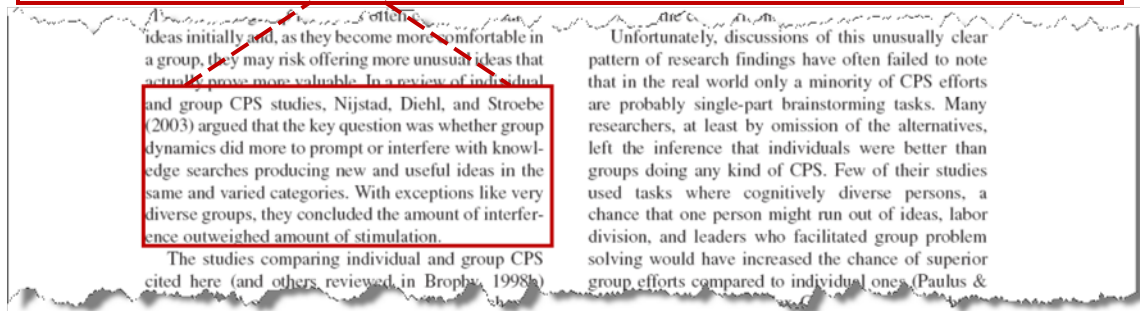 often
ideas initially and, as they become more comfortable in
a group, they may risk offering more unusual ideas that
actually prove more valuable. In a review of individual
and group CPS studies, Nijstad, Diehl, and Stroebe
(2003) argued that the key question was whether group
dynamics did more to prompt or interfere with knowl-
edge searches producing new and useful ideas in the
same and varied categories. With exceptions like very
diverse groups, they concluded the amount of interfer-
ence outweighed amount of stimulation.
The studies comparing individual and group CPS
cited here (and others reviewed in Brophy, 1998b)
Unfortunately, discussions of this unusually clear
pattern of research findings have often failed to note
that in the real world only a minority of CPS efforts
are probably single-part brainstorming tasks. Many
researchers, at least by omission of the alternatives,
left the inference that individuals were better than
groups doing any kind of CPS. Few of their studies
used tasks where cognitively diverse persons, a
chance that one person might run out of ideas, labor
division, and leaders who facilitated group problem
solving would have increased the chance of superior
group efforts compared to individual ones (Paulus &